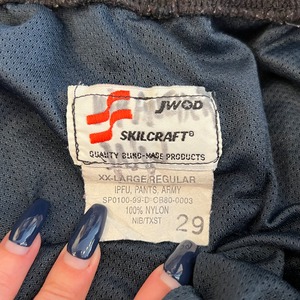 JWOD
SKILCRAFT®
QUALITY BLIND-MADE PRODUCTS
XX-LARGE/REGULAR
IPFU, PANTS, ARMY
SP0100-99-D-CB80-0003
100% NYLON
NIB/TXST
29